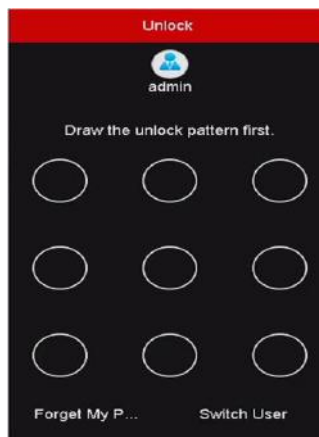 Unlock
admin
Draw the unlock pattern first.
Forget My P...
Switch User